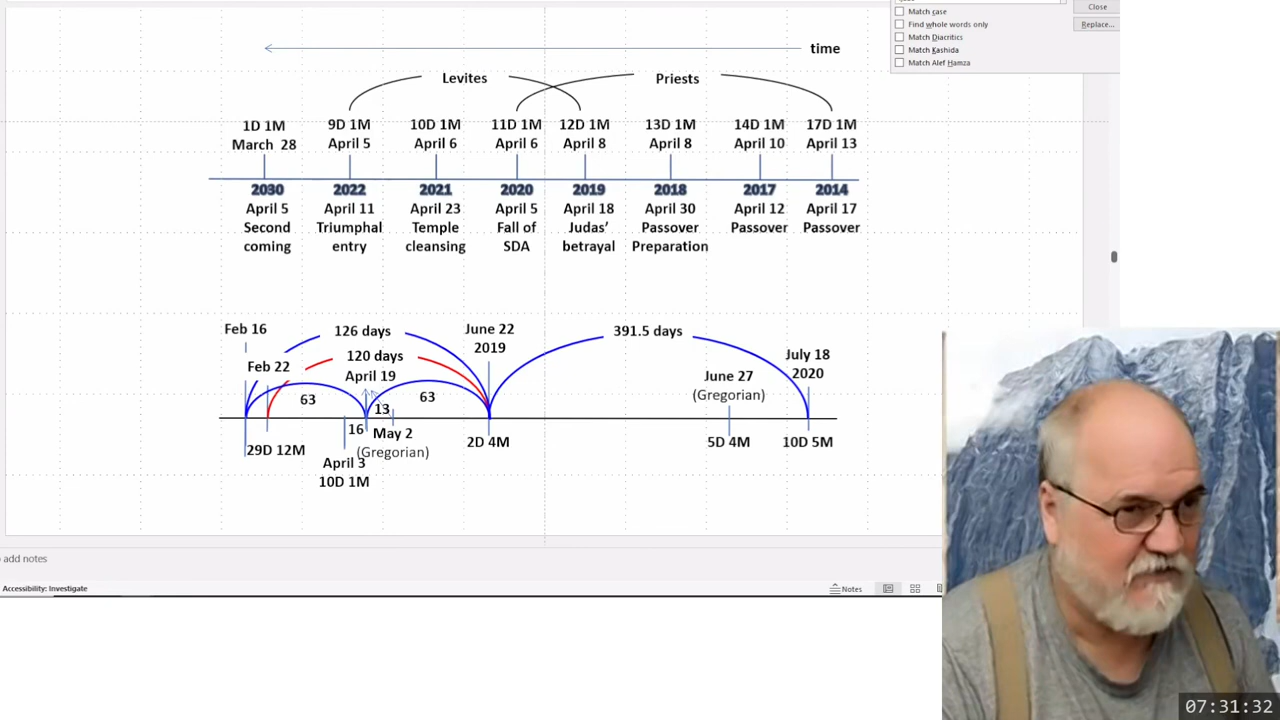 Close
Match case
Find whole words only
Replace...
Match Diacritics
Match Kashida
Match Alef Hamza
time
Levites
Priests
1D 1M
March 28
9D 1M
April 5
10D 1M
April 6
11D 1M
April 6
12D 1M
April 8
13D 1M
April 8
14D 1M
April 10
17D 1M
April 13
2030
April 5
Second
coming
2022
April 11
Triumphal
entry
2021
April 23
Temple
cleansing
2020
April 5
Fall of
SDA
2019
April 18
Judas'
betrayal
2018
April 30
Passover
Preparation
2017
April 12
Passover
2014
April 17
Passover
Feb 16
126 days
June 22
2019
391.5 days
Feb 22
120 days
April 19
July 18
2020
June 27
(Gregorian)
63
13
63
16
May 2
(Gregorian)
29D 12M
April 3
10D 1M
2D 4M
5D 4M
10D 5M
add notes
Accessibility: Investigate
Notes
07:31:32